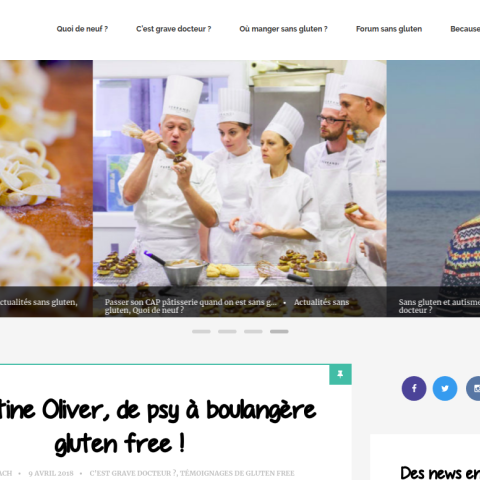 Quoi de neuf ? C'est grave docteur ? Où manger sans gluten ? Forum sans gluten Because
sans gluten,
Passer son CAP pâtisserie quand on est sans g... • Actualités sans
gluten, Quoi de neuf ?
Sans gluten et autisme
docteur ?
tine Oliver, de psy à boulangère
gluten free !
• 9 AVRIL 2018 • C'EST GRAVE DOCTEUR ?, TÉMOIGNAGES DE GLUTEN FREE
Des news en